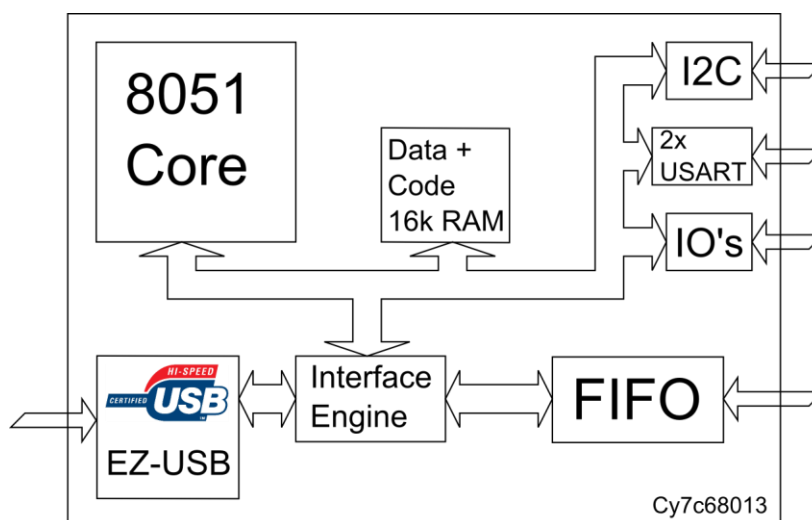 8051
Core
Data +
Code
16k RAM
I2C
2x
USART
IO's
HI-SPEED
CERTIFIED
USB
EZ-USB
Interface
Engine
FIFO
Cy7c68013